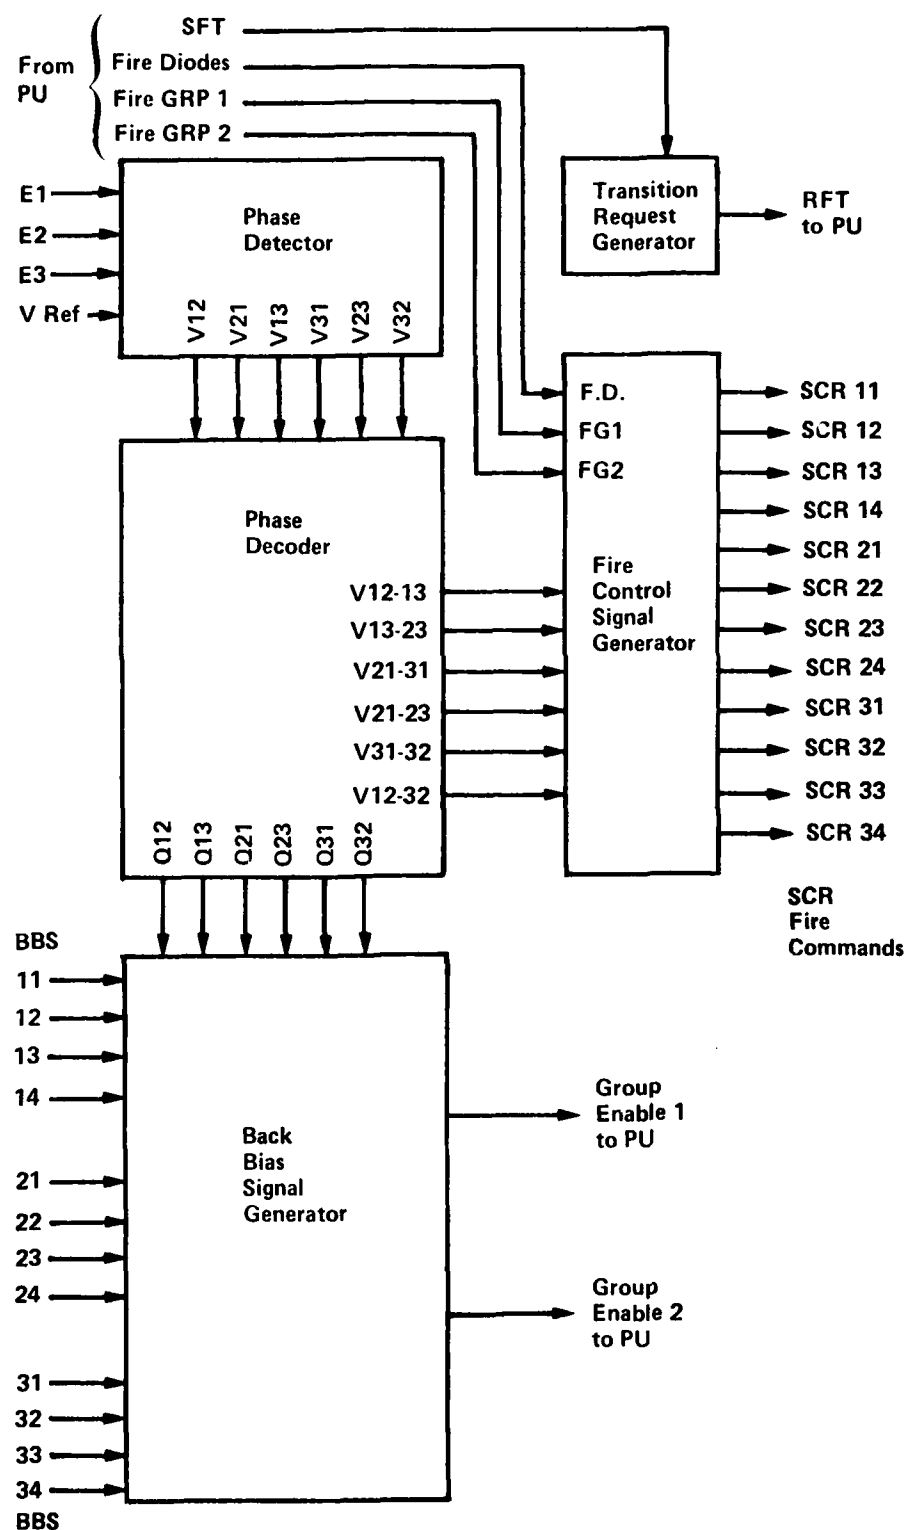 SFT
From
PU
Fire Diodes
Fire GRP 1
Fire GRP 2
E1
E2
E3
V Ref
Phase
Detector
V12
V21
V13
V31
V23
V32
Transition
Request
Generator
RFT
to PU
Phase
Decoder
V12-13
V13-23
V21-31
V21-23
V31-32
V12-32
Q12
Q13
Q21
Q23
Q31
Q32
F.D.
FG1
FG2
Fire
Control
Signal
Generator
SCR 11
SCR 12
SCR 13
SCR 14
SCR 21
SCR 22
SCR 23
SCR 24
SCR 31
SCR 32
SCR 33
SCR 34
SCR
Fire
Commands
BBS
11
12
13
14
21
22
23
24
31
32
33
34
BBS
Back
Bias
Signal
Generator
Group
Enable 1
to PU
Group
Enable 2
to PU